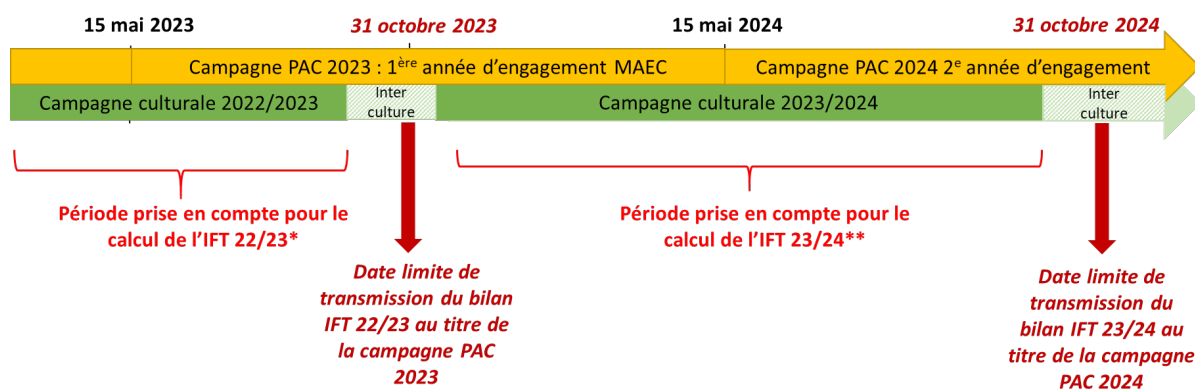 15 mai 2023
31 octobre 2023
15 mai 2024
31 octobre 2024
Campagne PAC 2023 : 1ère année d'engagement MAEC
Campagne PAC 2024 2e année d'engagement
Campagne culturale 2022/2023
Inter
culture
Campagne culturale 2023/2024
Inter
culture
Période prise en compte pour le
calcul de l'IFT 22/23*
Période prise en compte pour le
calcul de l'IFT 23/24**
Date limite de
transmission du bilan
IFT 22/23 au titre de
la campagne PAC
2023
Date limite de
transmission du
bilan IFT 23/24 au
titre de la campagne
PAC 2024